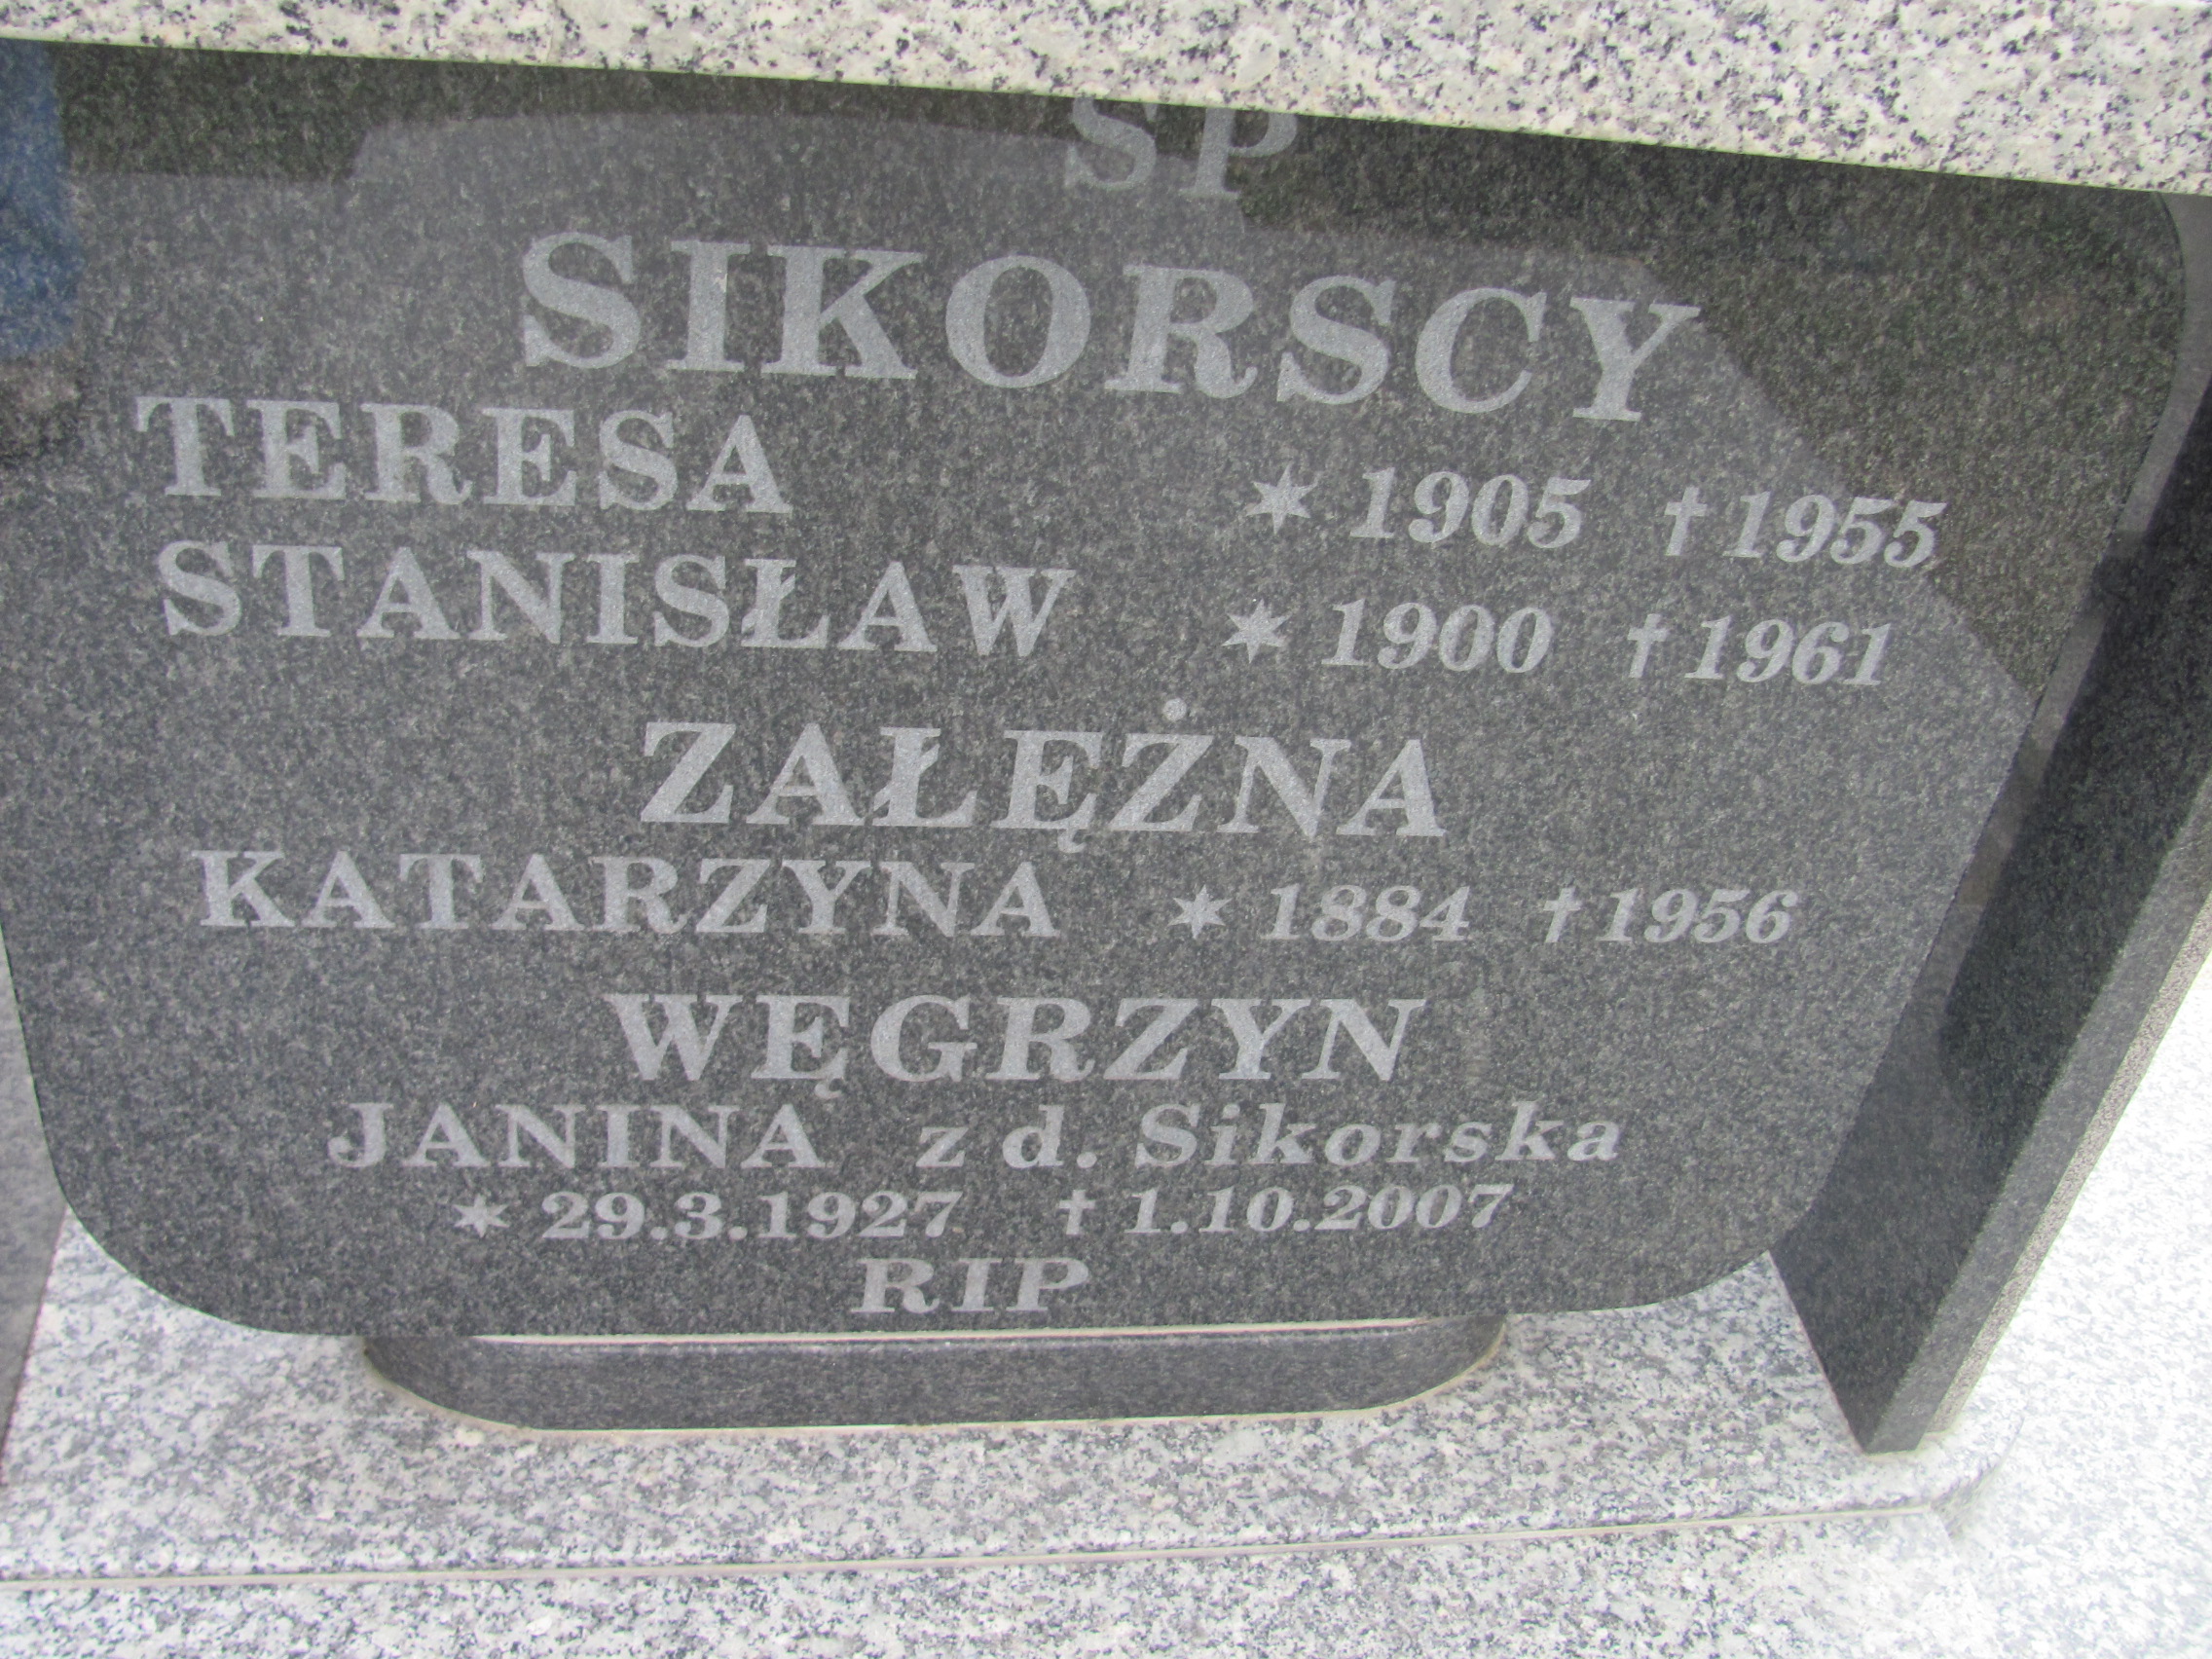 ŚP
SIKORSCY
TERESA * 1905 † 1955
STANISŁAW * 1900 † 1961
ZAŁĘŻNA
KATARZYNA * 1884 † 1956
WĘGRZYN
JANINA z d. Sikorska
* 29.3.1927 † 1.10.2007
RIP